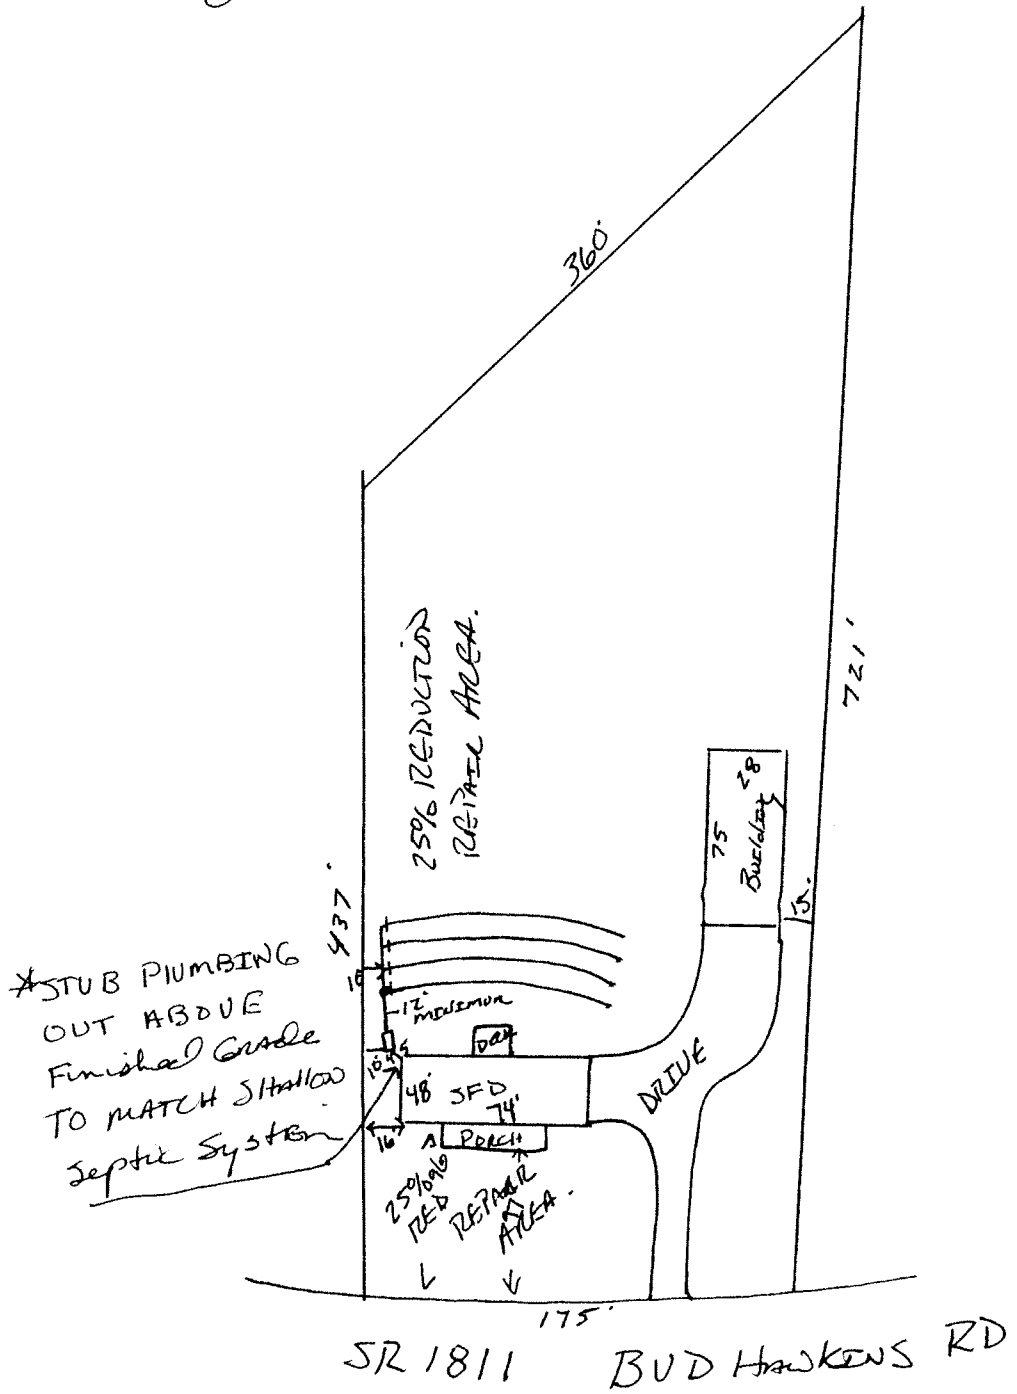 360'
721'
25% REDUCTION
REPAIR AREA.
28
75
Building
15'
437'
*STUB PlUMBING
OUT ABOVE
Finished Grade
TO MATCH SHAllOW
Septic System
10'
12'
MINIMUM
10'
5'
DECK
48'
SFD
74'
16'
PORCH
DRIVE
25%
RED
REPAIR
AREA.
175'
SR 1811 BUD HAWKINS RD